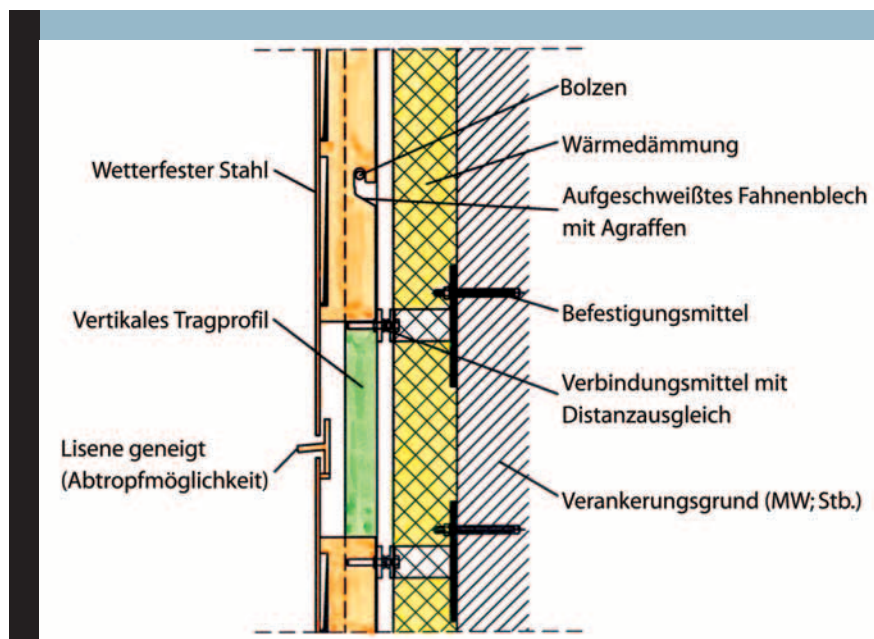 Bolzen
Wärmedämmung
Wetterfester Stahl
Aufgeschweißtes Fahnenblech
mit Agraffen
Vertikales Tragprofil
Befestigungsmittel
Verbindungsmittel mit
Distanzausgleich
Lisene geneigt
(Abtropfmöglichkeit)
Verankerungsgrund (MW; Stb.)